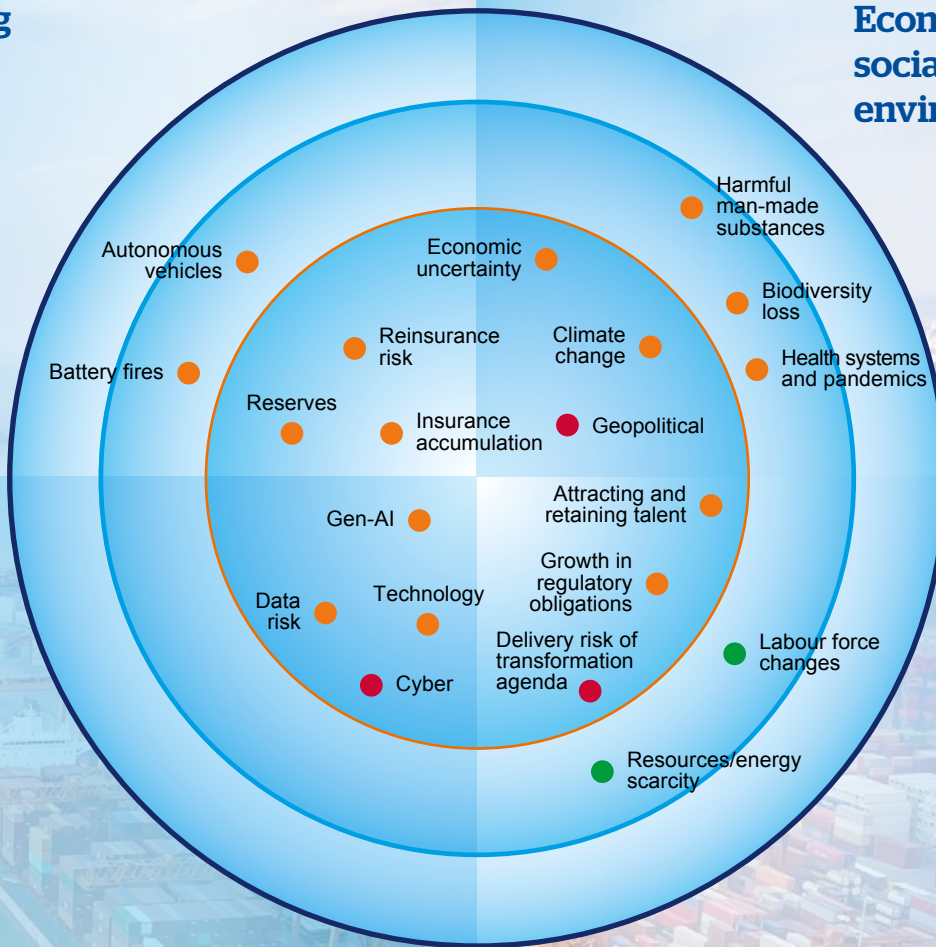 g
Econ
socia
envir
Harmful
man-made
substances
Autonomous
vehicles
Economic
uncertainty
Biodiversity
loss
Reinsurance
risk
Climate
change
Health systems
and pandemics
Battery fires
Reserves
Insurance
accumulation
Geopolitical
Attracting and
retaining talent
Gen-AI
Growth in
regulatory
obligations
Data
risk
Technology
Delivery risk of
transformation
agenda
Labour force
changes
Cyber
Resources/energy
scarcity